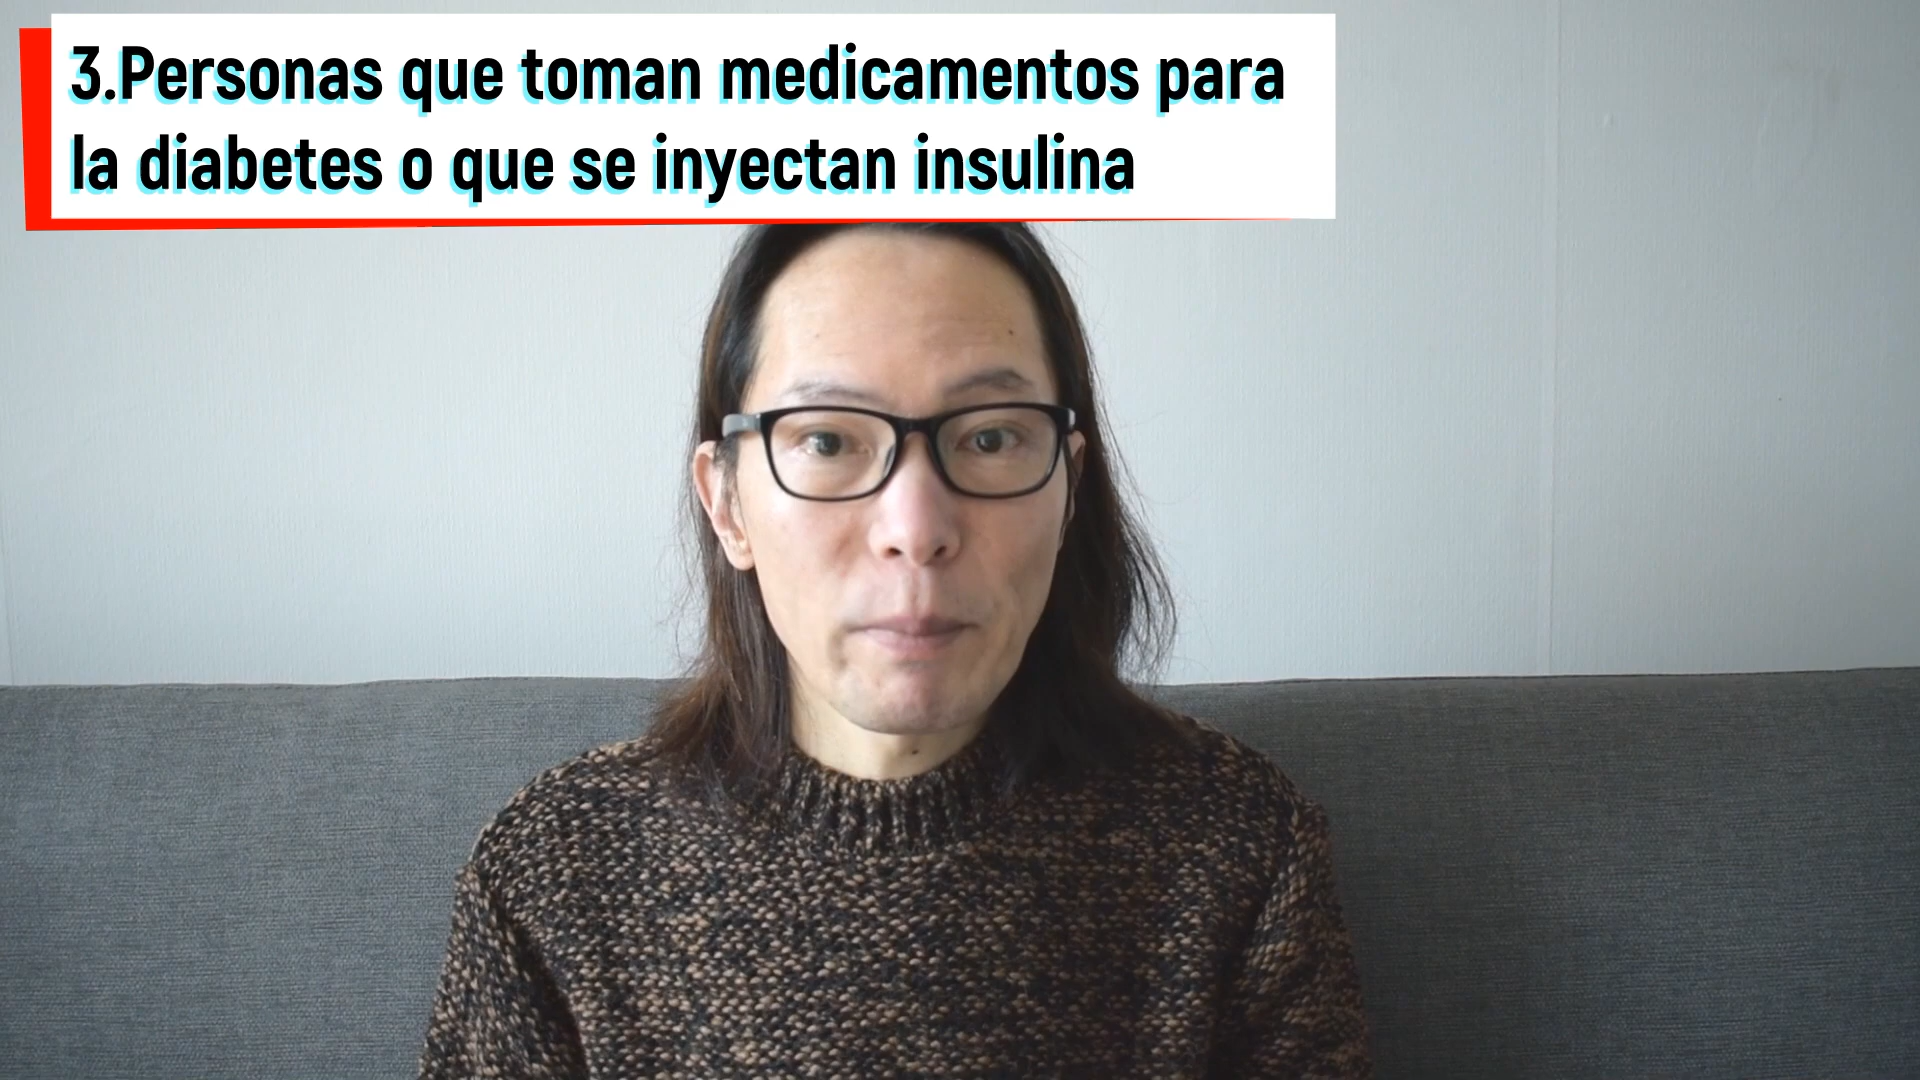 3.Personas que toman medicamentos para
la diabetes o que se inyectan insulina